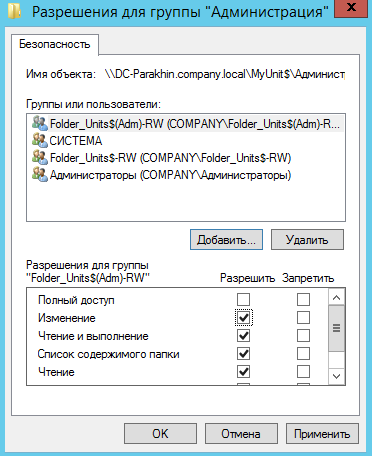 Разрешения для группы "Администрация"
x
Безопасность
Имя объекта: \\DC-Parakhin.company.local\MyUnit$\Админист
Группы или пользователи:
Folder_Units$(Adm)-RW (COMPANY\Folder_Units$(Adm)-R...
СИСТЕМА
Folder_Units$-RW (COMPANY\Folder_Units$-RW)
Администраторы (COMPANY\Администраторы)
Добавить...
Удалить
Разрешения для группы
"Folder_Units$(Adm)-RW"
Разрешить
Запретить
Полный доступ
Изменение
Чтение и выполнение
Список содержимого папки
Чтение
OK
Отмена
Применить